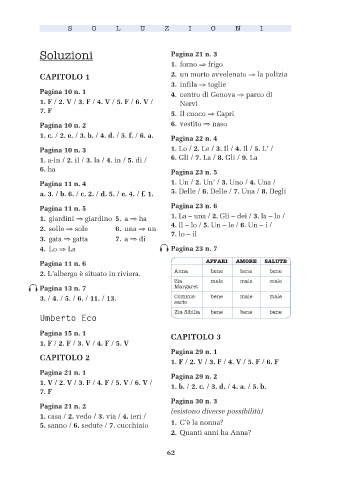 S O L U Z I O N I
Soluzioni
CAPITOLO 1
Pagina 10 n. 1
1. F / 2. V / 3. F / 4. V / 5. F / 6. V /
7. F
Pagina 10 n. 2
1. c. / 2. e. / 3. b. / 4. d. / 5. f. / 6. a.
Pagina 10 n. 3
1. a-in / 2. il / 3. la / 4. in / 5. di /
6. ha
Pagina 11 n. 4
a. 3. / b. 6. / c. 2. / d. 5. / e. 4. / f. 1.
Pagina 11 n. 5
1. giardini ⇒ giardino 5. a ⇒ ha
2. solle ⇒ sole 6. una ⇒ un
3. gata ⇒ gatta 7. a ⇒ di
4. Lo ⇒ La
Pagina 11 n. 6
2. L'albergo è situato in riviera.
Pagina 13 n. 7
3. / 4. / 5. / 6. / 11. / 13.
Umberto Eco
Pagina 15 n. 1
1. F / 2. F / 3. V / 4. F / 5. V
CAPITOLO 2
Pagina 21 n. 1
1. V / 2. V / 3. F / 4. F / 5. V / 6. V /
7. F
Pagina 21 n. 2
1. casa / 2. vedo / 3. via / 4. ieri /
5. sanno / 6. sedute / 7. cucchiaio
Pagina 21 n. 3
1. forno ⇒ frigo
2. un morto avvelenato ⇒ la polizia
3. infila ⇒ toglie
4. centro di Genova ⇒ parco di
Nervi
5. Il cuoco ⇒ Capri
6. vestito ⇒ naso
Pagina 22 n. 4
1. Lo / 2. Le / 3. Il / 4. Il / 5. L' /
6. Gli / 7. La / 8. Gli / 9. La
Pagina 23 n. 5
1. Un / 2. Un' / 3. Uno / 4. Una /
5. Delle / 6. Delle / 7. Una / 8. Degli
Pagina 23 n. 6
1. La – una / 2. Gli – dei / 3. la – lo /
4. Il – lo / 5. Un – le / 6. Un – i /
7. lo – il
Pagina 23 n. 7
AFFARI AMORE SALUTE
Anna bene bene bene
Zia
Margaret male male male
Commis-
sario bene male male
Zia Sibilla bene bene bene
CAPITOLO 3
Pagina 29 n. 1
1. F / 2. V / 3. F / 4. V / 5. F / 6. F
Pagina 29 n. 2
1. b. / 2. c. / 3. d. / 4. a. / 5. b.
Pagina 30 n. 3
(esistono diverse possibilità)
1. C'è la nonna?
2. Quanti anni ha Anna?
62